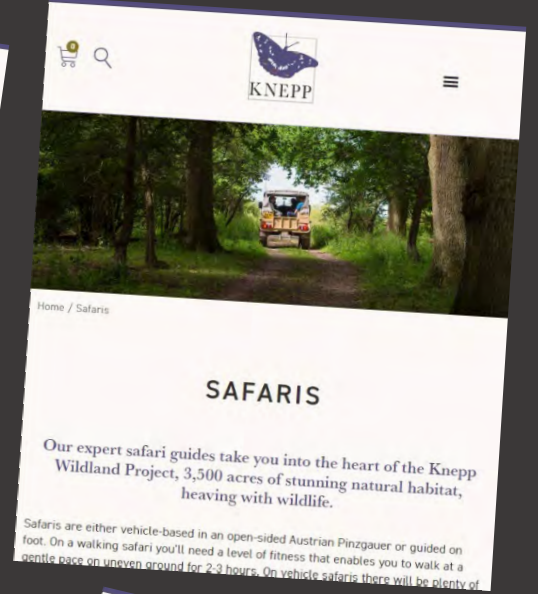 0
KNEPP
Home / Safaris
SAFARIS
Our expert safari guides take you into the heart of the Knepp
Wildland Project, 3,500 acres of stunning natural habitat,
heaving with wildlife.
Safaris are either vehicle-based in an open-sided Austrian Pinzgauer or guided on
foot. On a walking safari you'll need a level of fitness that enables you to walk at a
gentle pace on uneven ground for 2-3 hours. On vehicle safaris there will be plenty of